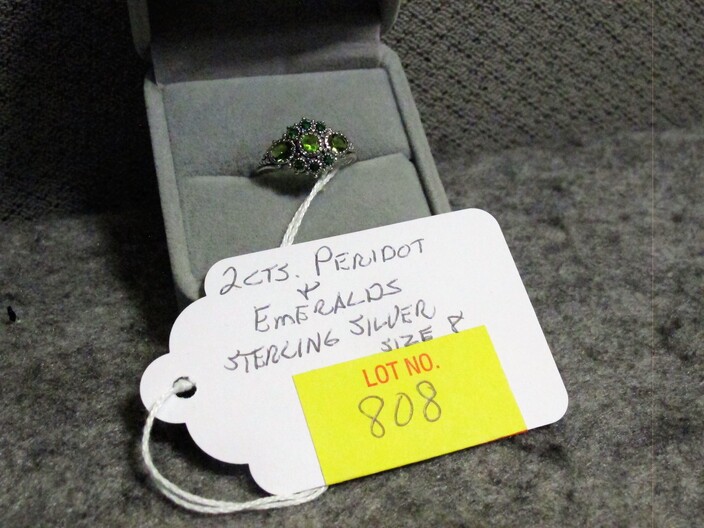 2CTS. PERIDOT
+
EMERALDS
STERLING SILVER
SIZE 8
LOT NO.
808